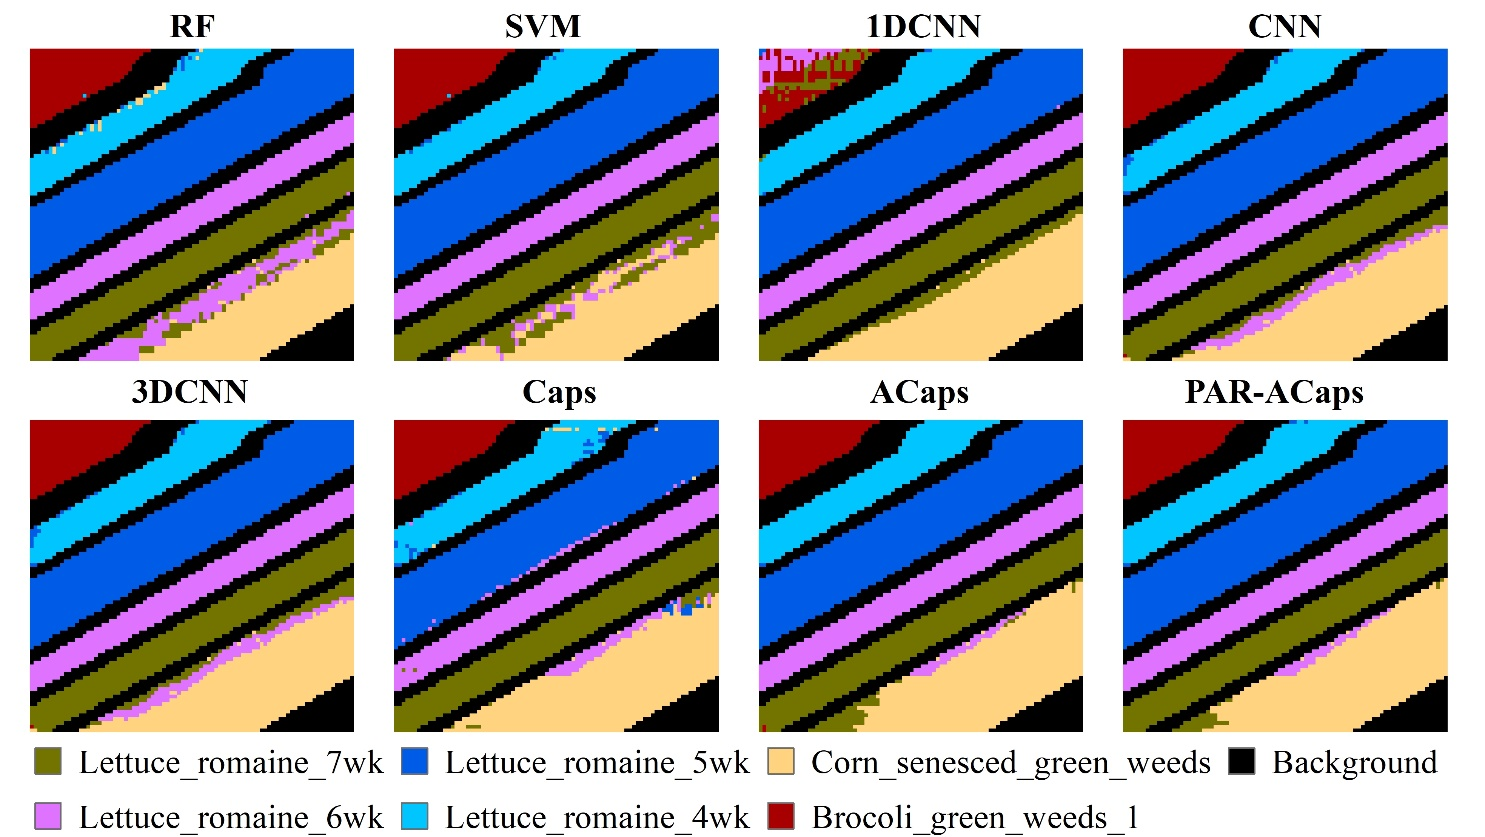 RF SVM 1DCNN CNN
3DCNN Caps ACaps PAR-ACaps
Lettuce_romaine_7wk Lettuce_romaine_5wk Corn_senesced_green_weeds Background
Lettuce_romaine_6wk Lettuce_romaine_4wk Brocoli_green_weeds_1